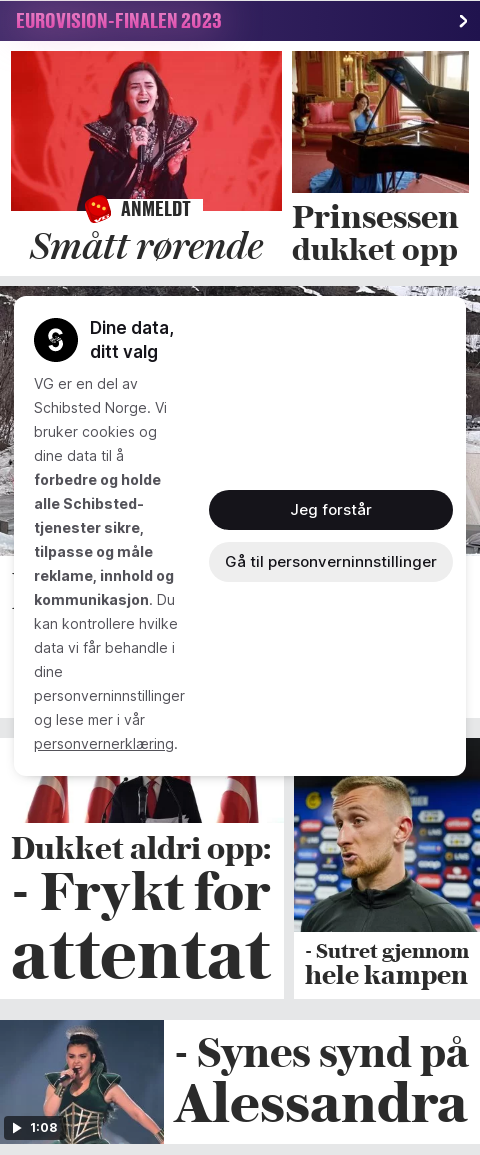 EUROVISION-FINALEN 2023
ANMELDT
Smått rørende
Prinsessen
dukket opp
Dine data,
ditt valg
VG er en del av
Schibsted Norge. Vi
bruker cookies og
dine data til å
forbedre og holde
alle Schibsted-
tjenester sikre,
tilpasse og måle
reklame, innhold og
kommunikasjon. Du
kan kontrollere hvilke
data vi får behandle i
dine
personverninnstillinger
og lese mer i vår
personvernerklæring.
Jeg forstår
Gå til personverninnstillinger
Dukket aldri opp:
- Frykt for
attentat
- Sutret gjennom
hele kampen
1:08
- Synes synd på
Alessandra